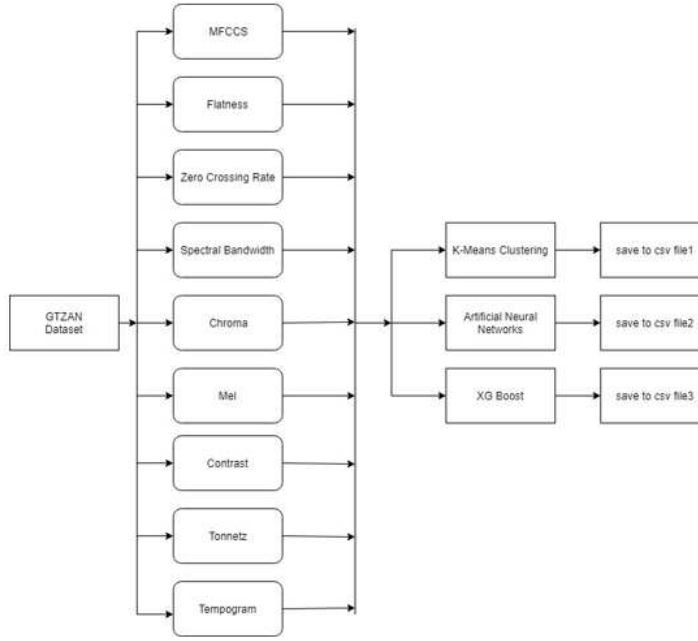 MFCCS
Flatness
Zero Crossing Rate
Spectral Bandwidth
GTZAN
Dataset
Chroma
Mel
Contrast
Tonnetz
Tempogram
K-Means Clustering
save to csv file1
Artificial Neural
Networks
save to csv file2
XG Boost
save to csv file3